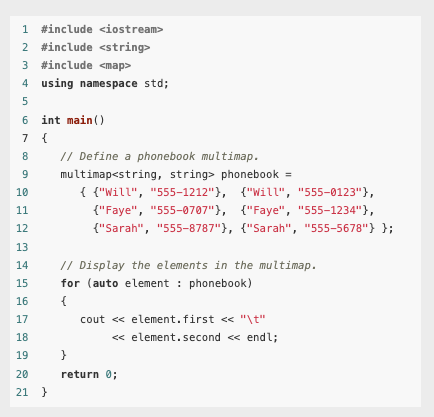 1 #include <iostream>
2 #include <string>
3 #include <map>
4 using namespace std;
5
6 int main()
7 {
8 // Define a phonebook multimap.
9 multimap<string, string> phonebook =
10 { {"Will", "555-1212"}, {"Will", "555-0123"},
11 {"Faye", "555-0707"}, {"Faye", "555-1234"},
12 {"Sarah", "555-8787"}, {"Sarah", "555-5678"} };
13
14 // Display the elements in the multimap.
15 for (auto element : phonebook)
16 {
17 cout << element.first << "\t"
18 << element.second << endl;
19 }
20 return 0;
21 }